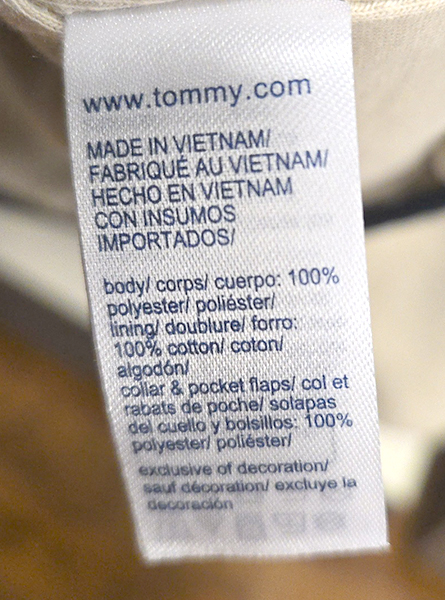 www.tommy.com
MADE IN VIETNAM/
FABRIQUÉ AU VIETNAM/
HECHO EN VIETNAM
CON INSUMOS
IMPORTADOS/
body/ corps/ cuerpo: 100%
polyester/ poliéster/
lining/ doublure/ forro:
100% cotton/ coton/
algodón/
collar & pocket flaps/ col et
rabats de poche/ solapas
del cuello y bolsillos: 100%
polyester/ poliéster/
exclusive of decoration/
sauf décoration/ excluye la
decoración